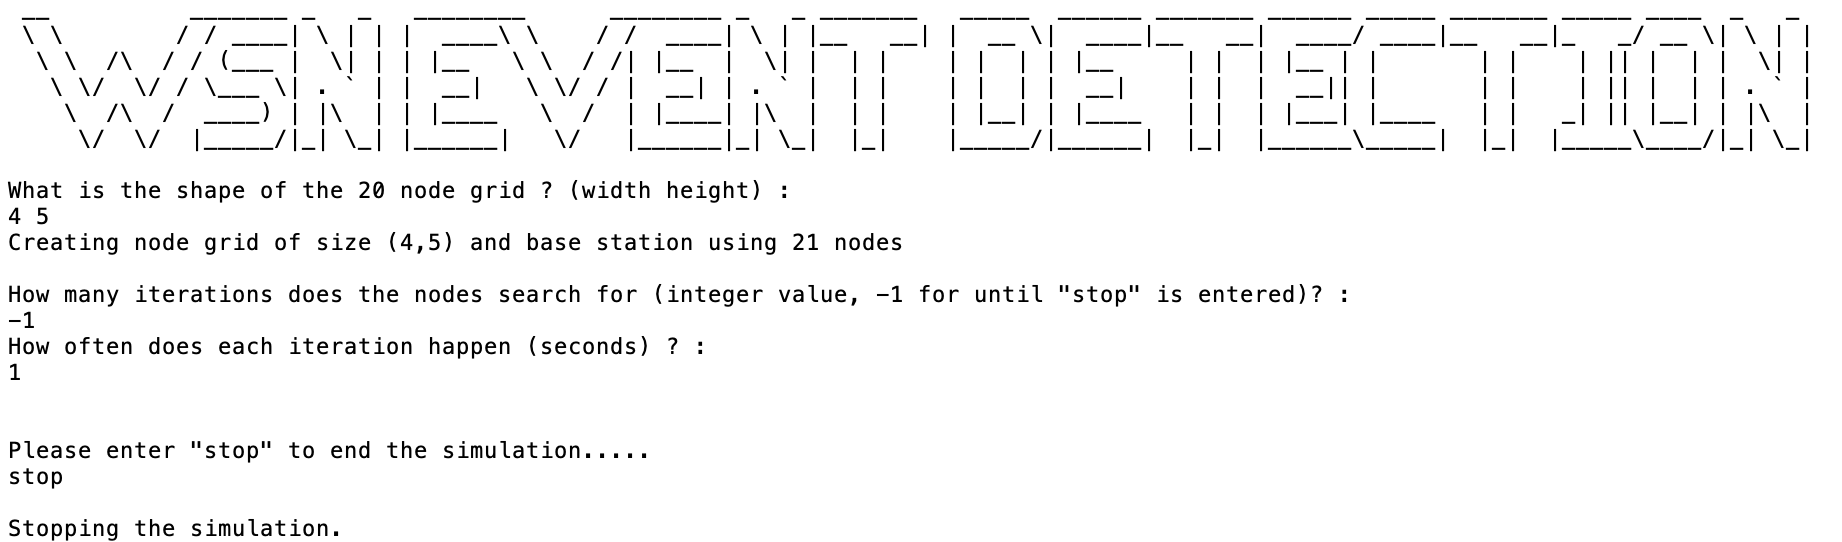 WSN EVENT DETECTION
What is the shape of the 20 node grid ? (width height) :
4 5
Creating node grid of size (4,5) and base station using 21 nodes
How many iterations does the nodes search for (integer value, -1 for until "stop" is entered)? :
-1
How often does each iteration happen (seconds) ? :
1
Please enter "stop" to end the simulation.....
stop
Stopping the simulation.